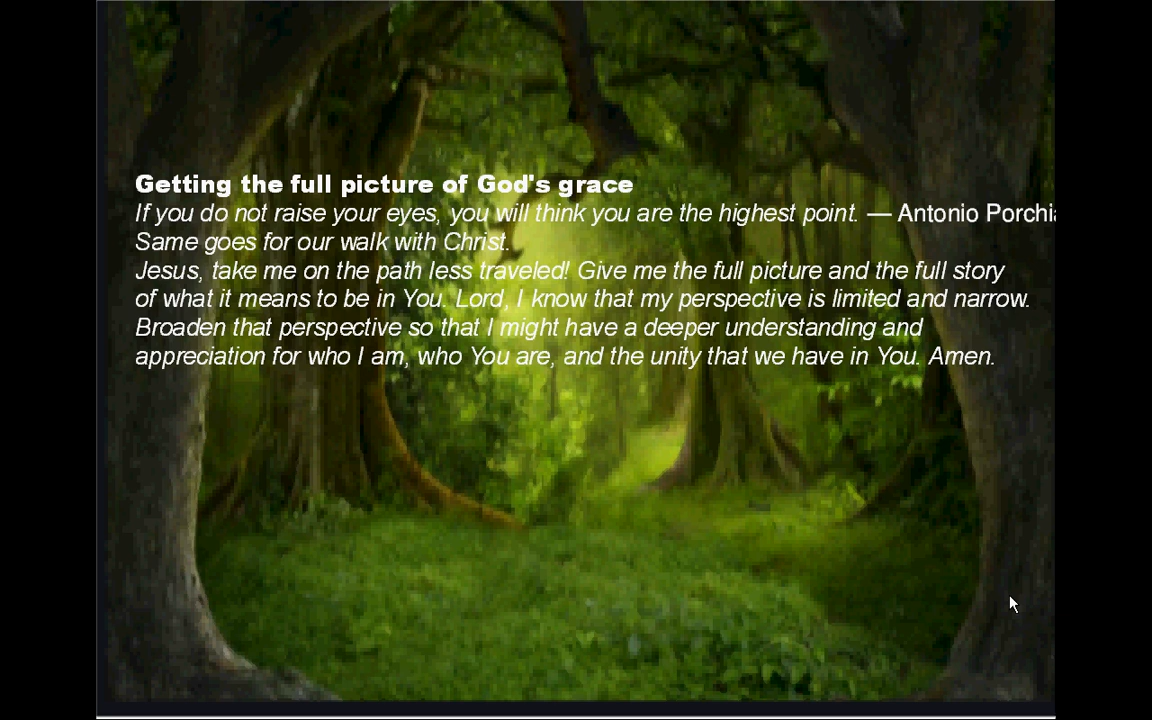 Getting the full picture of God's grace
If you do not raise your eyes, you will think you are the highest point. — Antonio Porchia
Same goes for our walk with Christ.
Jesus, take me on the path less traveled! Give me the full picture and the full story
of what it means to be in You. Lord, I know that my perspective is limited and narrow.
Broaden that perspective so that I might have a deeper understanding and
appreciation for who I am, who You are, and the unity that we have in You. Amen.